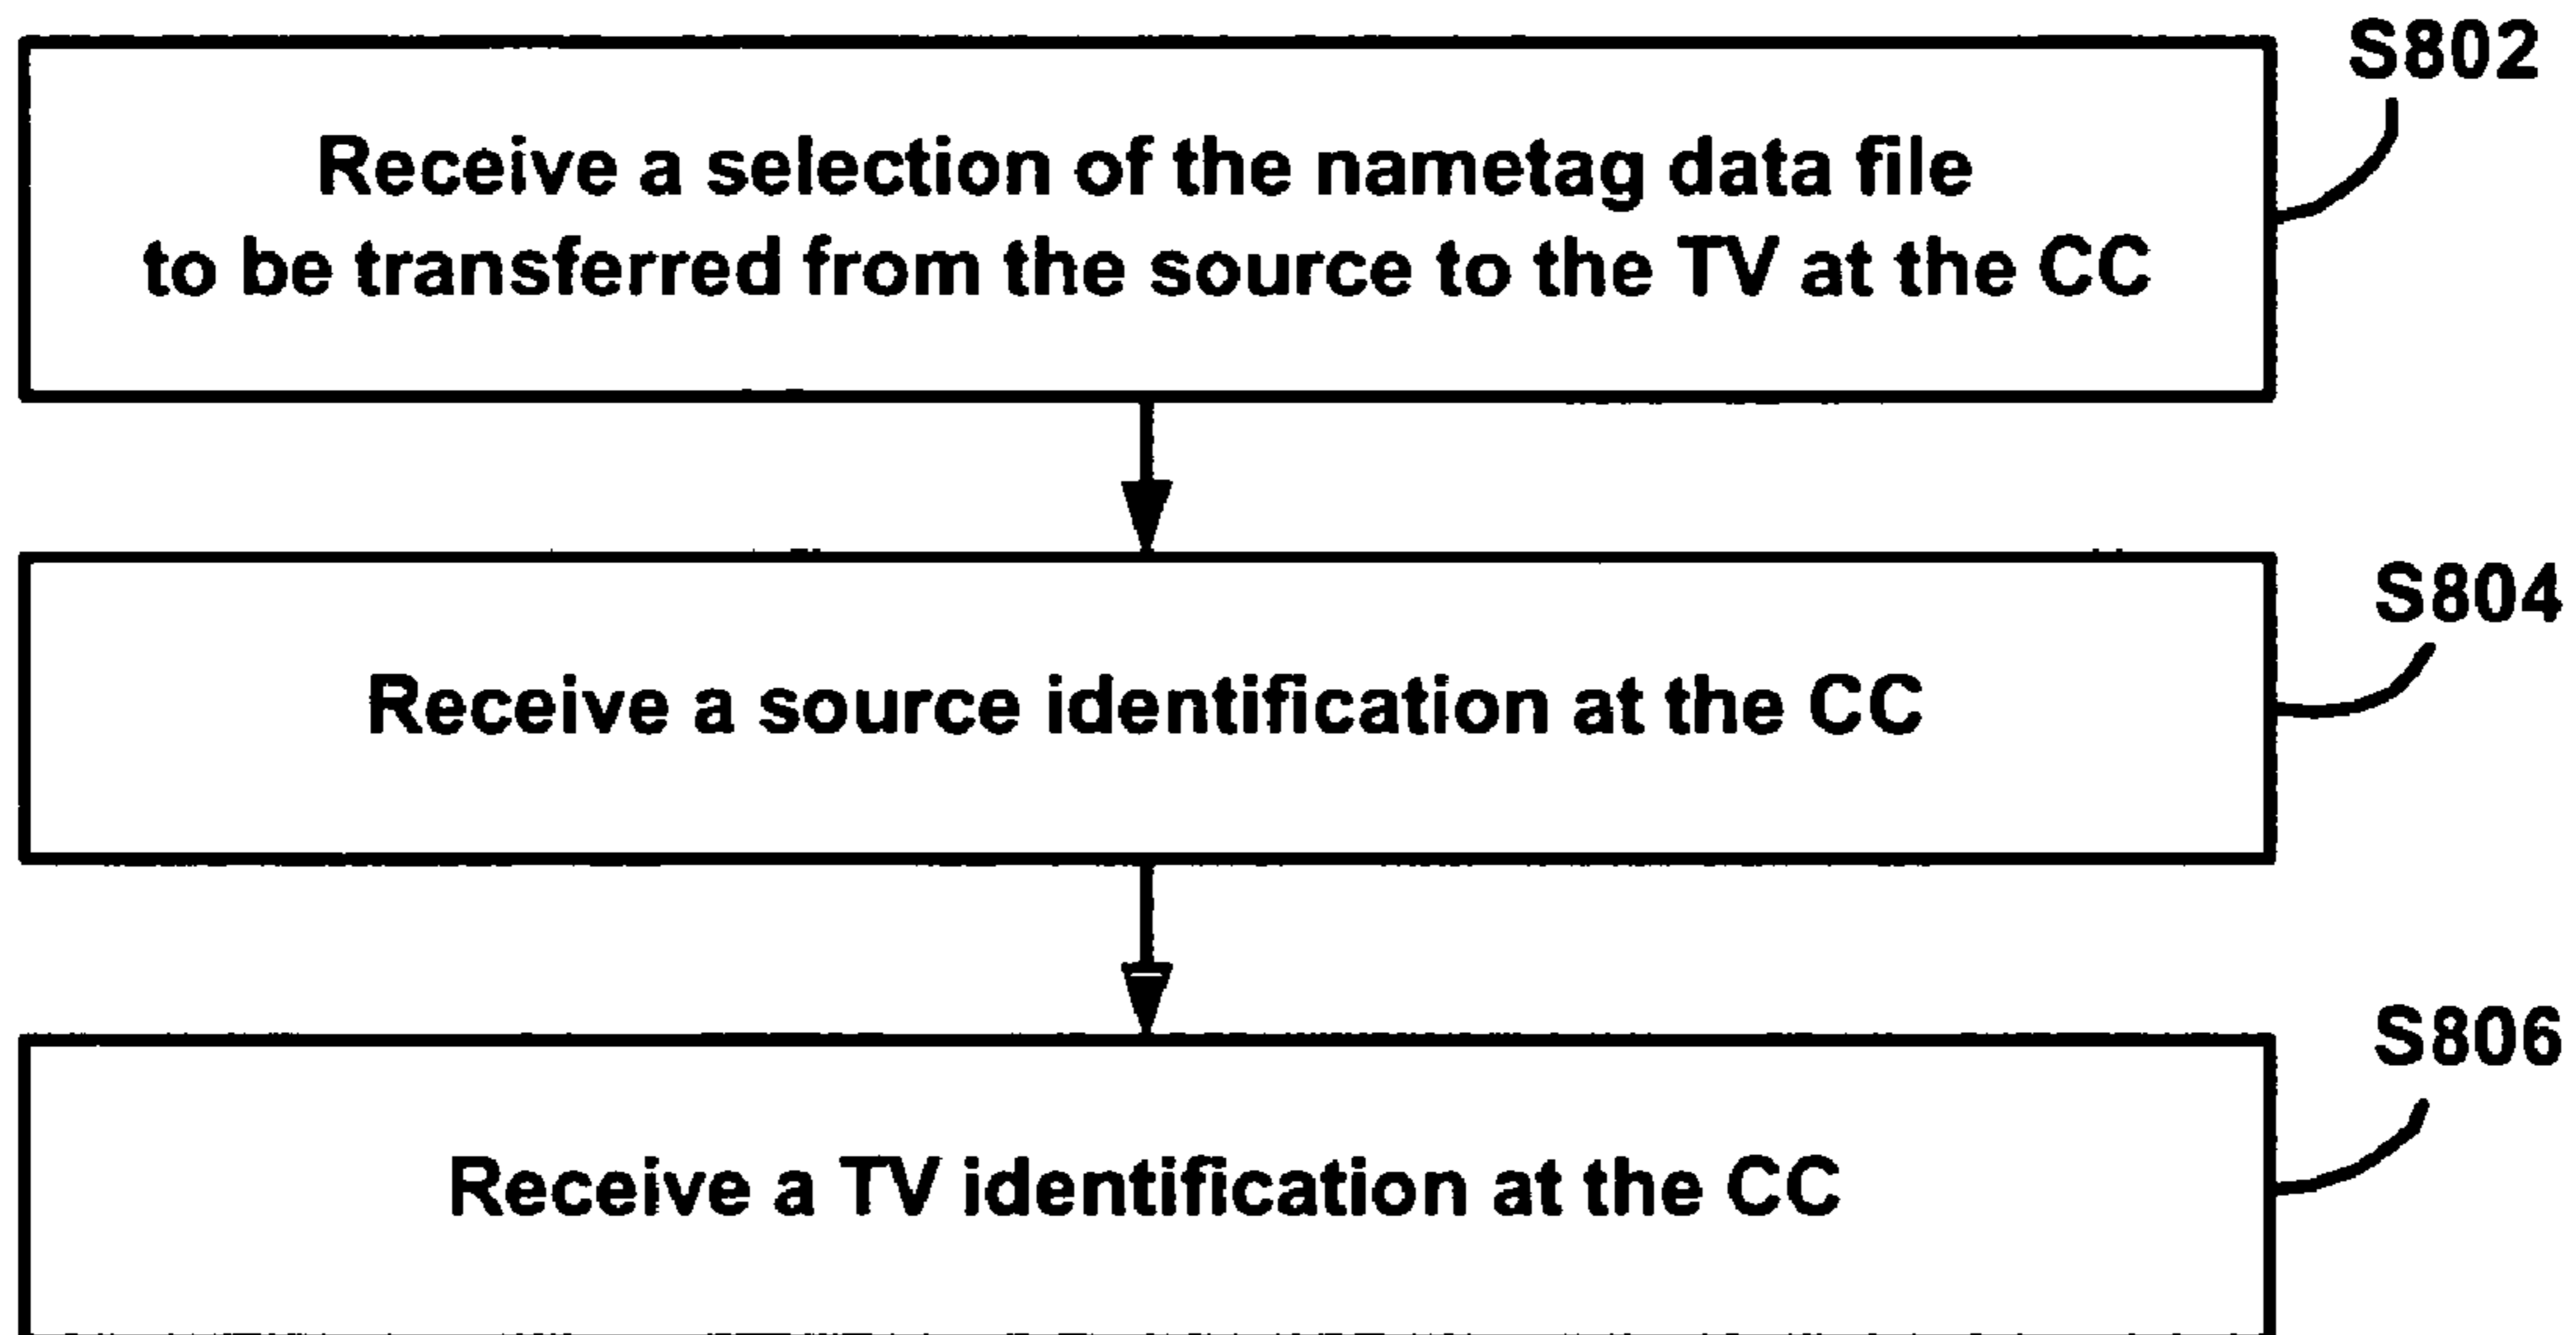 S802
Receive a selection of the nametag data file
to be transferred from the source to the TV at the CC
S804
Receive a source identification at the CC
S806
Receive a TV identification at the CC